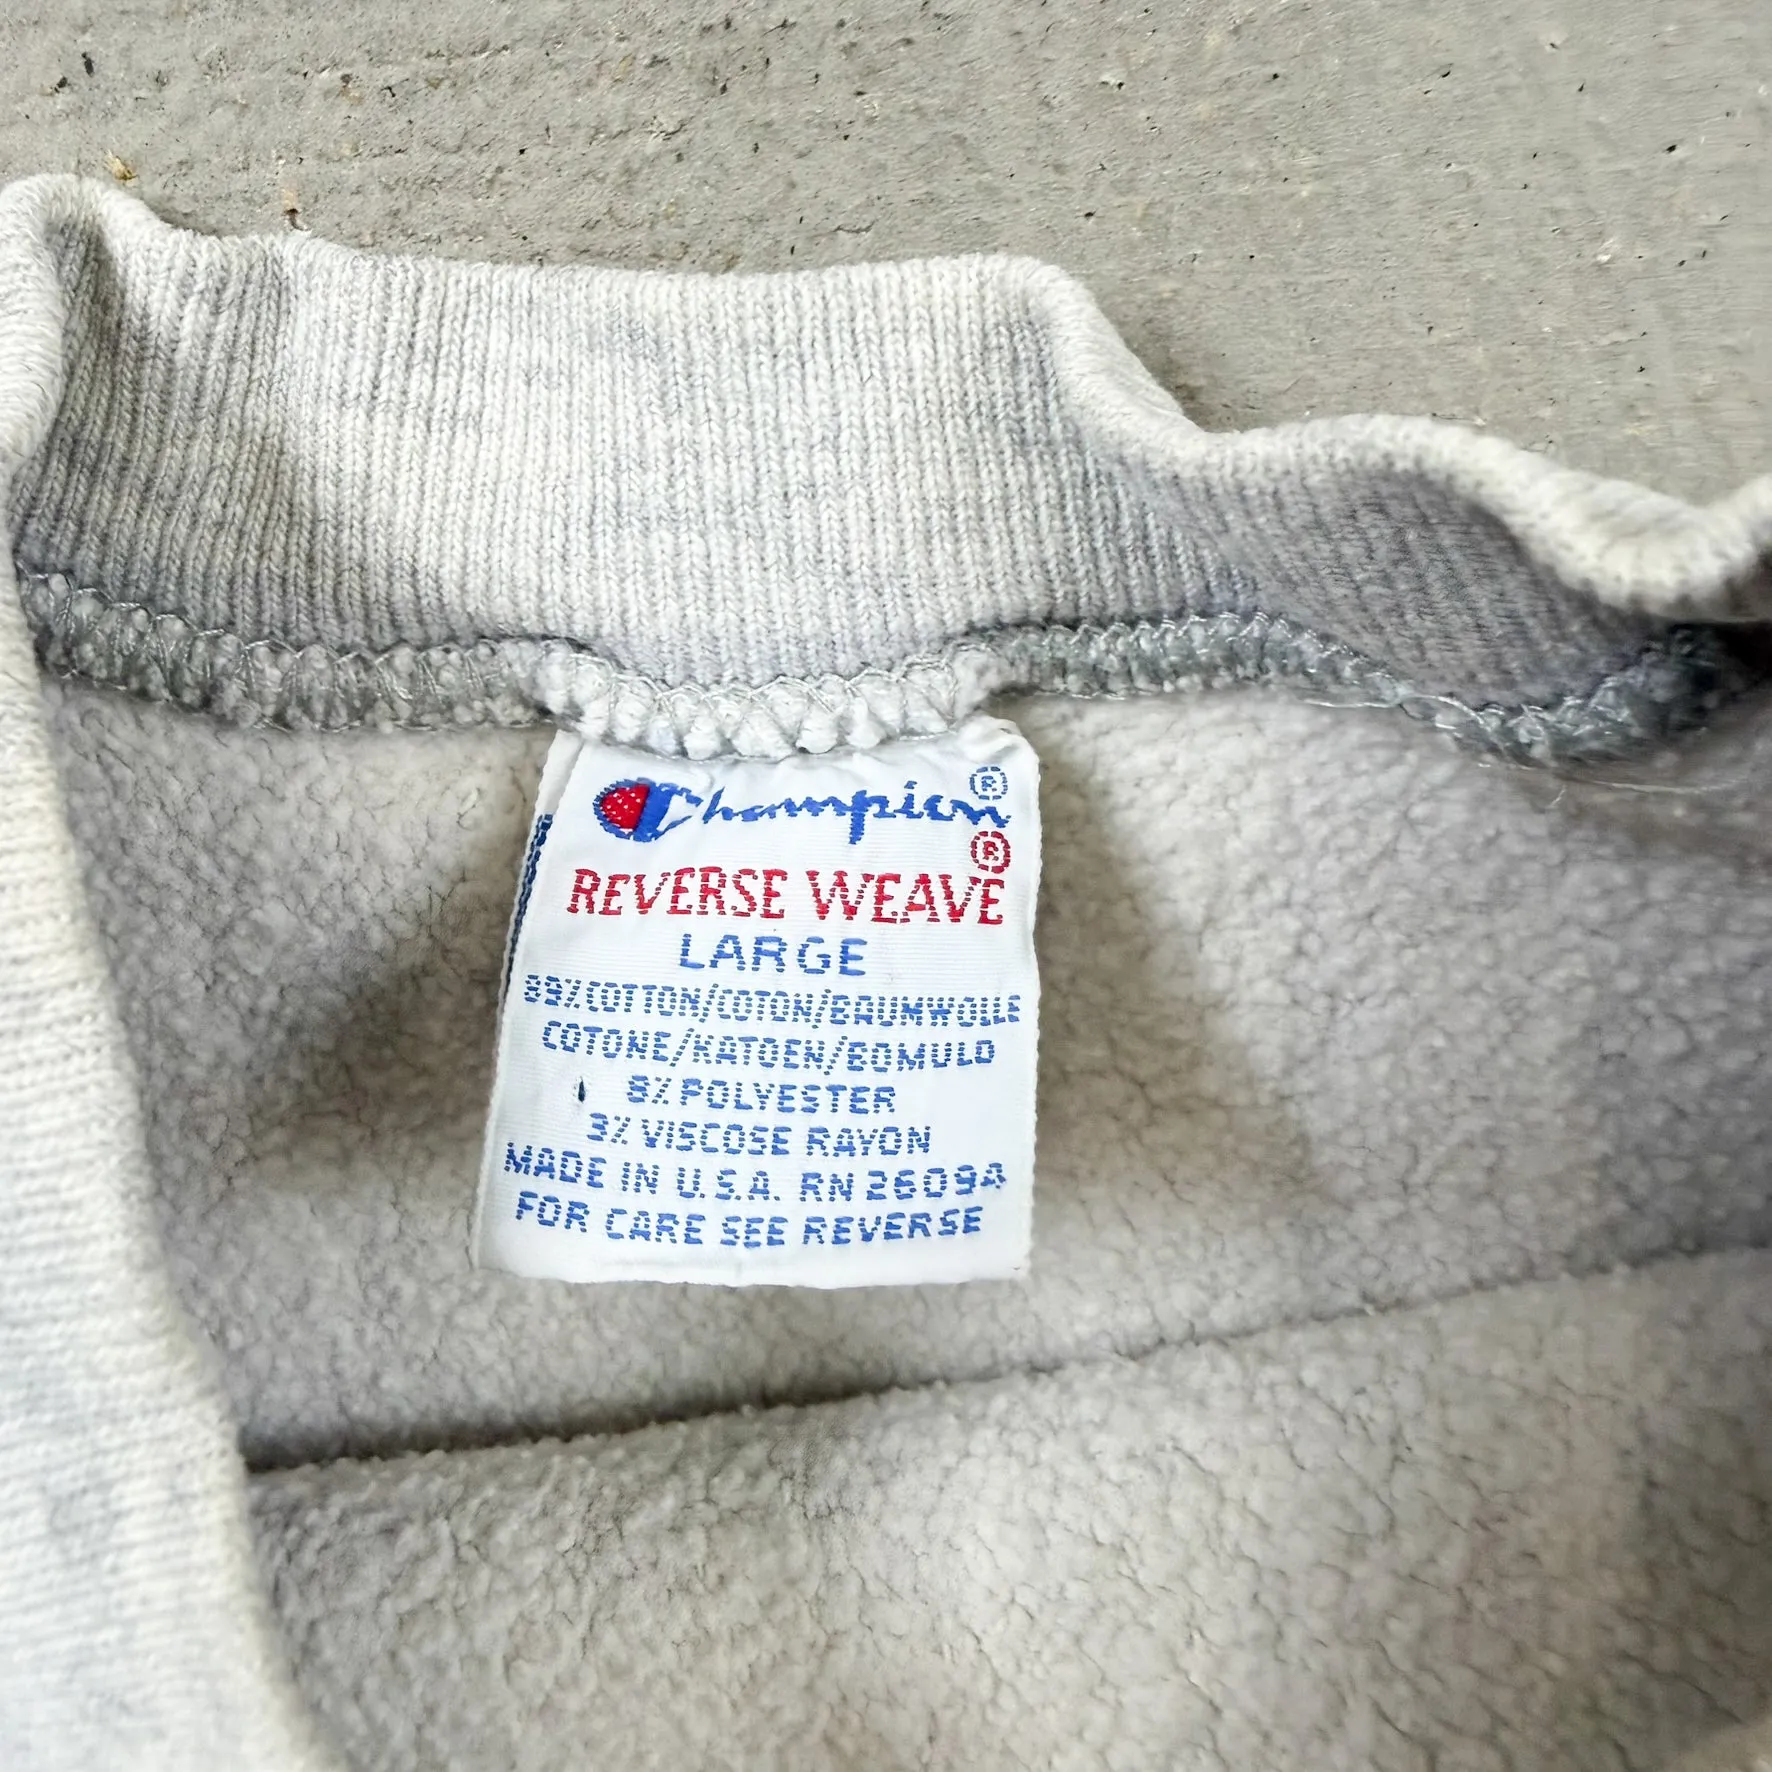 Champion®
REVERSE WEAVE®
LARGE
89% COTTON/COTON/BAUMWOLLE
COTONE/KATOEN/BOMULD
8% POLYESTER
3% VISCOSE RAYON
MADE IN U.S.A. RN 26094
FOR CARE SEE REVERSE